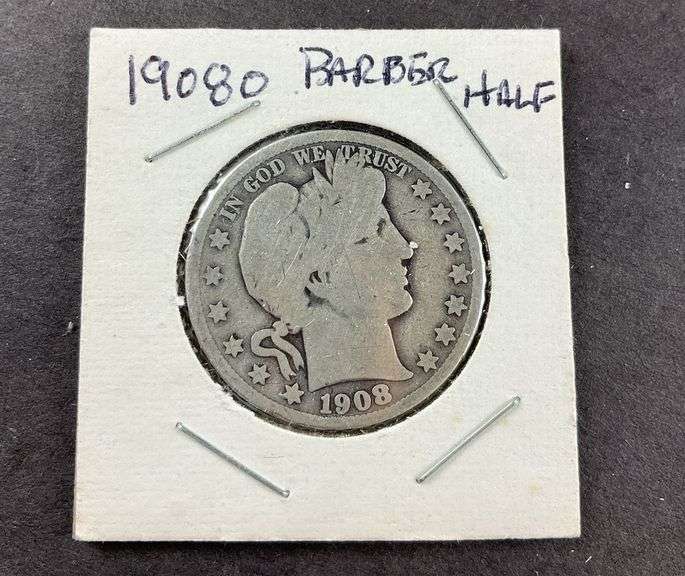 19080 BARBER HALF
IN GOD WE TRUST
1908